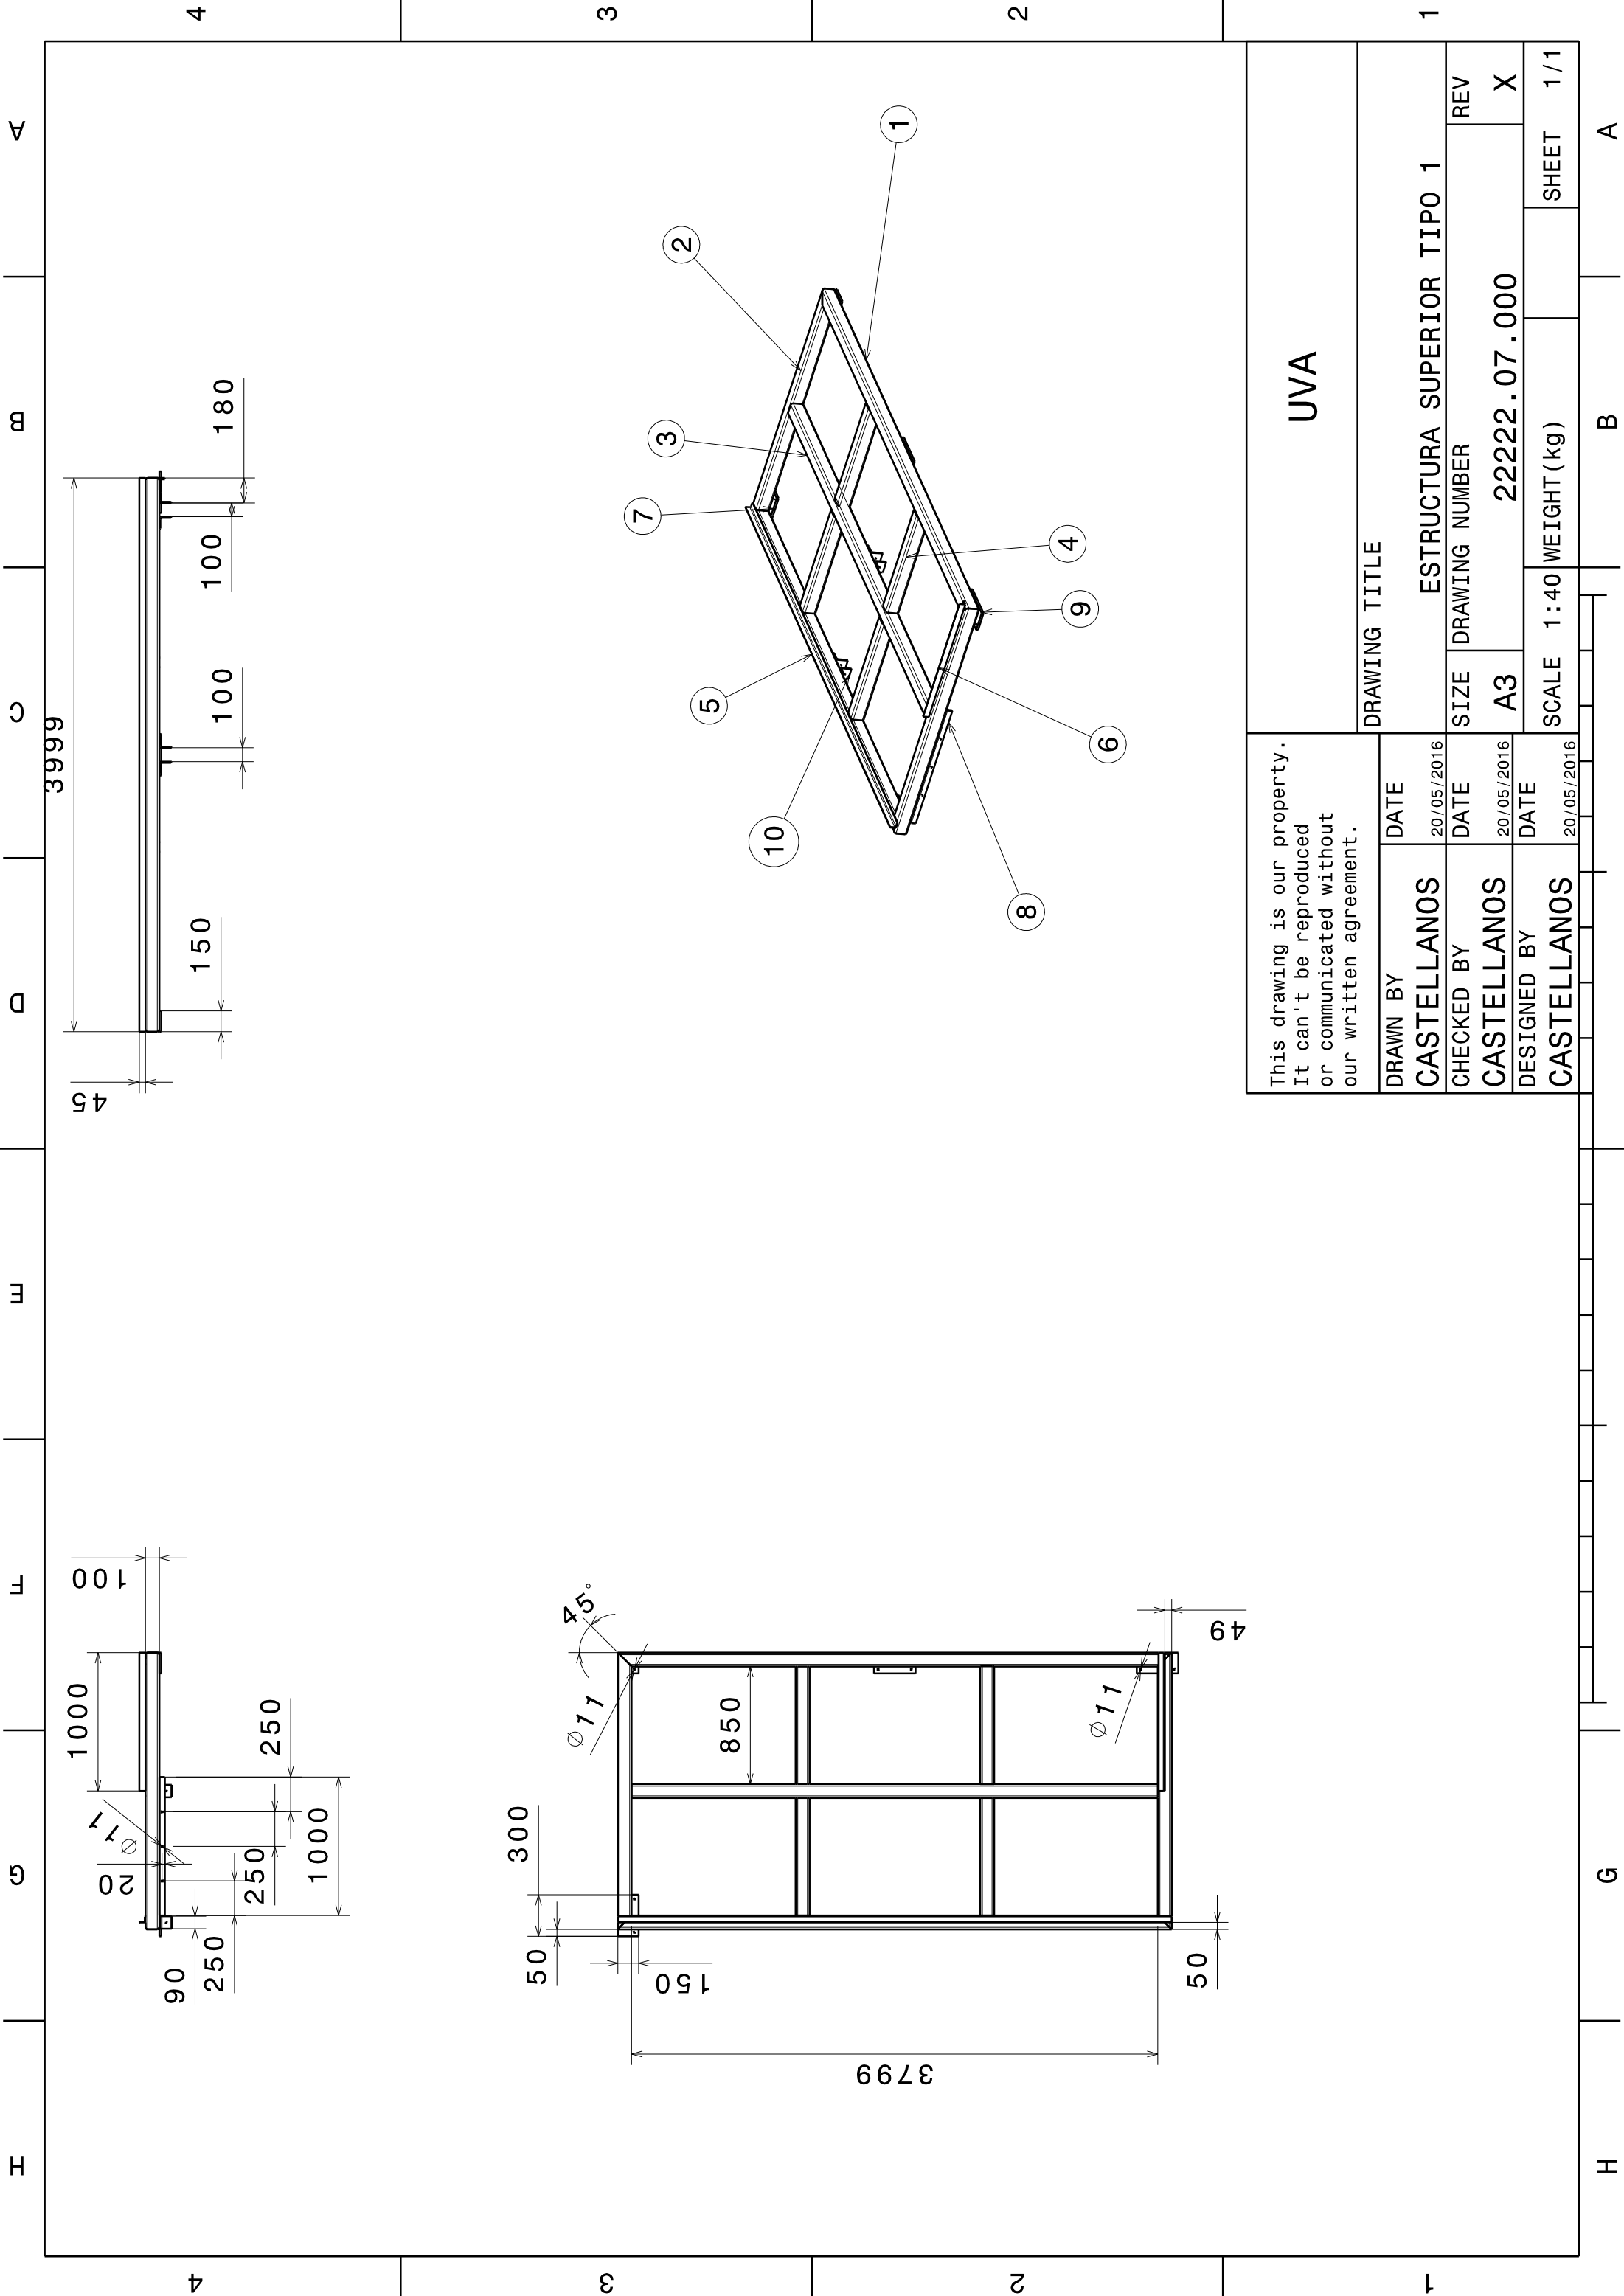 H G F E D C B A
4
3
2
1
1000
100
Ø11
20
90
250
250
250
1000
3999
45
150
100
100
180
45°
Ø11
850
Ø11
49
300
50
150
3799
50
1
2
3
7
5
10
4
9
6
8
This drawing is our property.
It can't be reproduced
or communicated without
our written agreement.
UVA
DRAWING TITLE
ESTRUCTURA SUPERIOR TIPO 1
DRAWN BY DATE
CASTELLANOS 20/05/2016
CHECKED BY DATE
CASTELLANOS 20/05/2016
DESIGNED BY DATE
CASTELLANOS 20/05/2016
SIZE DRAWING NUMBER REV
A3 22222.07.000 X
SCALE 1:40 WEIGHT(kg) SHEET 1/1
4
3
2
1
H G B A